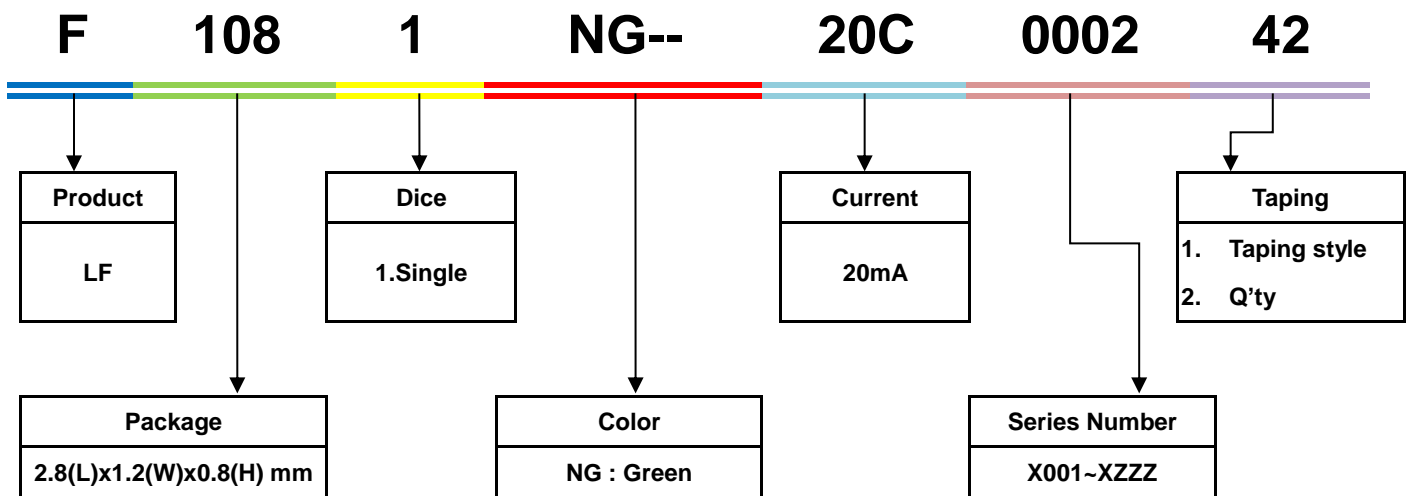 F 108 1 NG-- 20C 0002 42
Product
LF
Dice
1.Single
Current
20mA
Taping
1. Taping style
2. Q’ty
Package
2.8(L)x1.2(W)x0.8(H) mm
Color
NG : Green
Series Number
X001~XZZZ